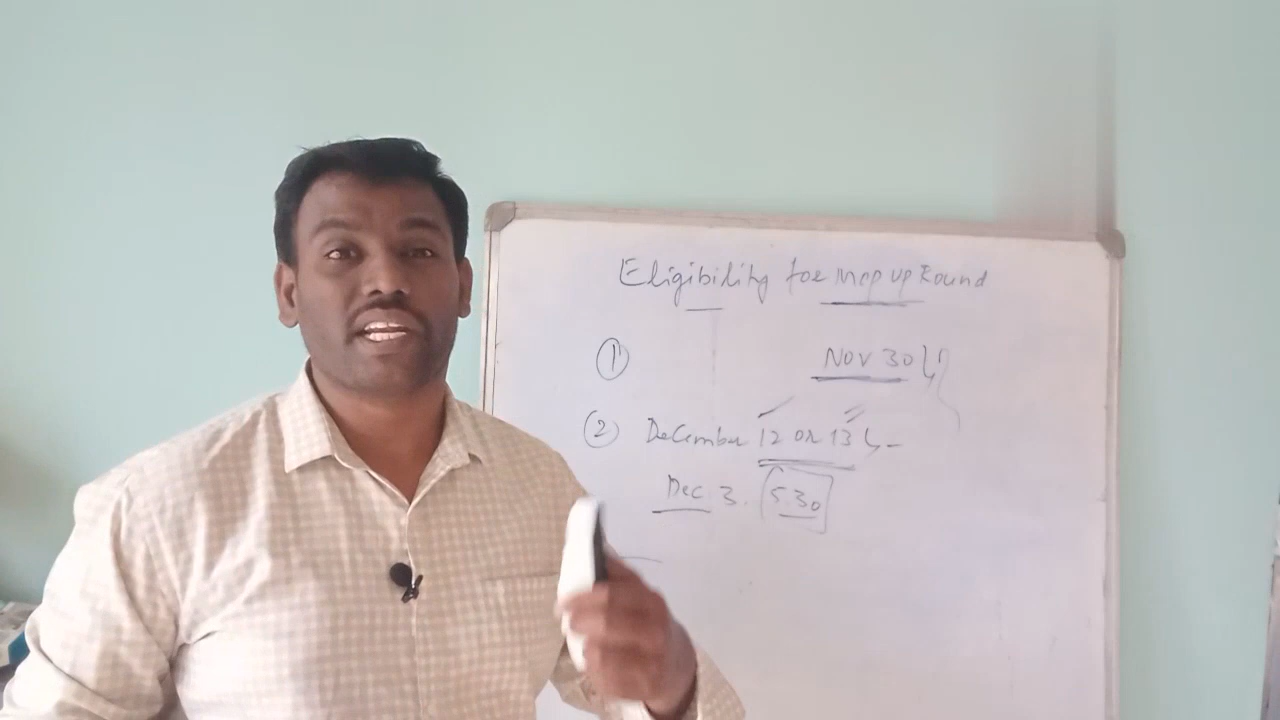 Eligibility for Mop up Round
① Nov 30
② December 12 or 13
Dec 3. 5.30